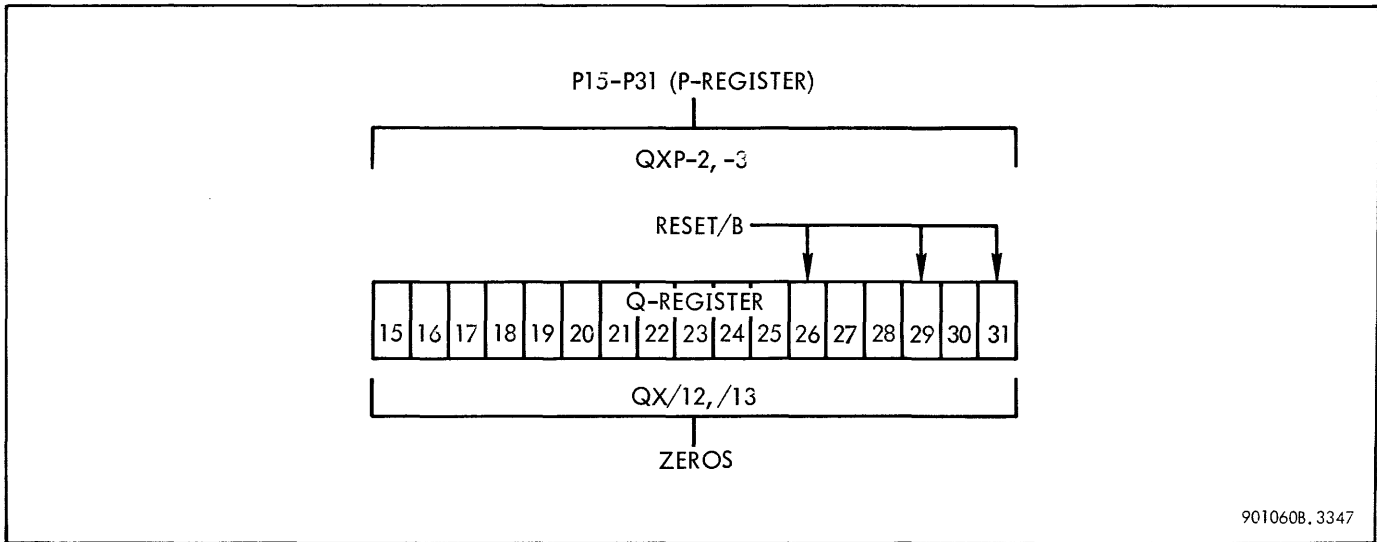 P15-P31 (P-REGISTER)
QXP-2, -3
RESET/B
Q-REGISTER
15 16 17 18 19 20 21 22 23 24 25 26 27 28 29 30 31
QX/12, /13
ZEROS
901060B.3347